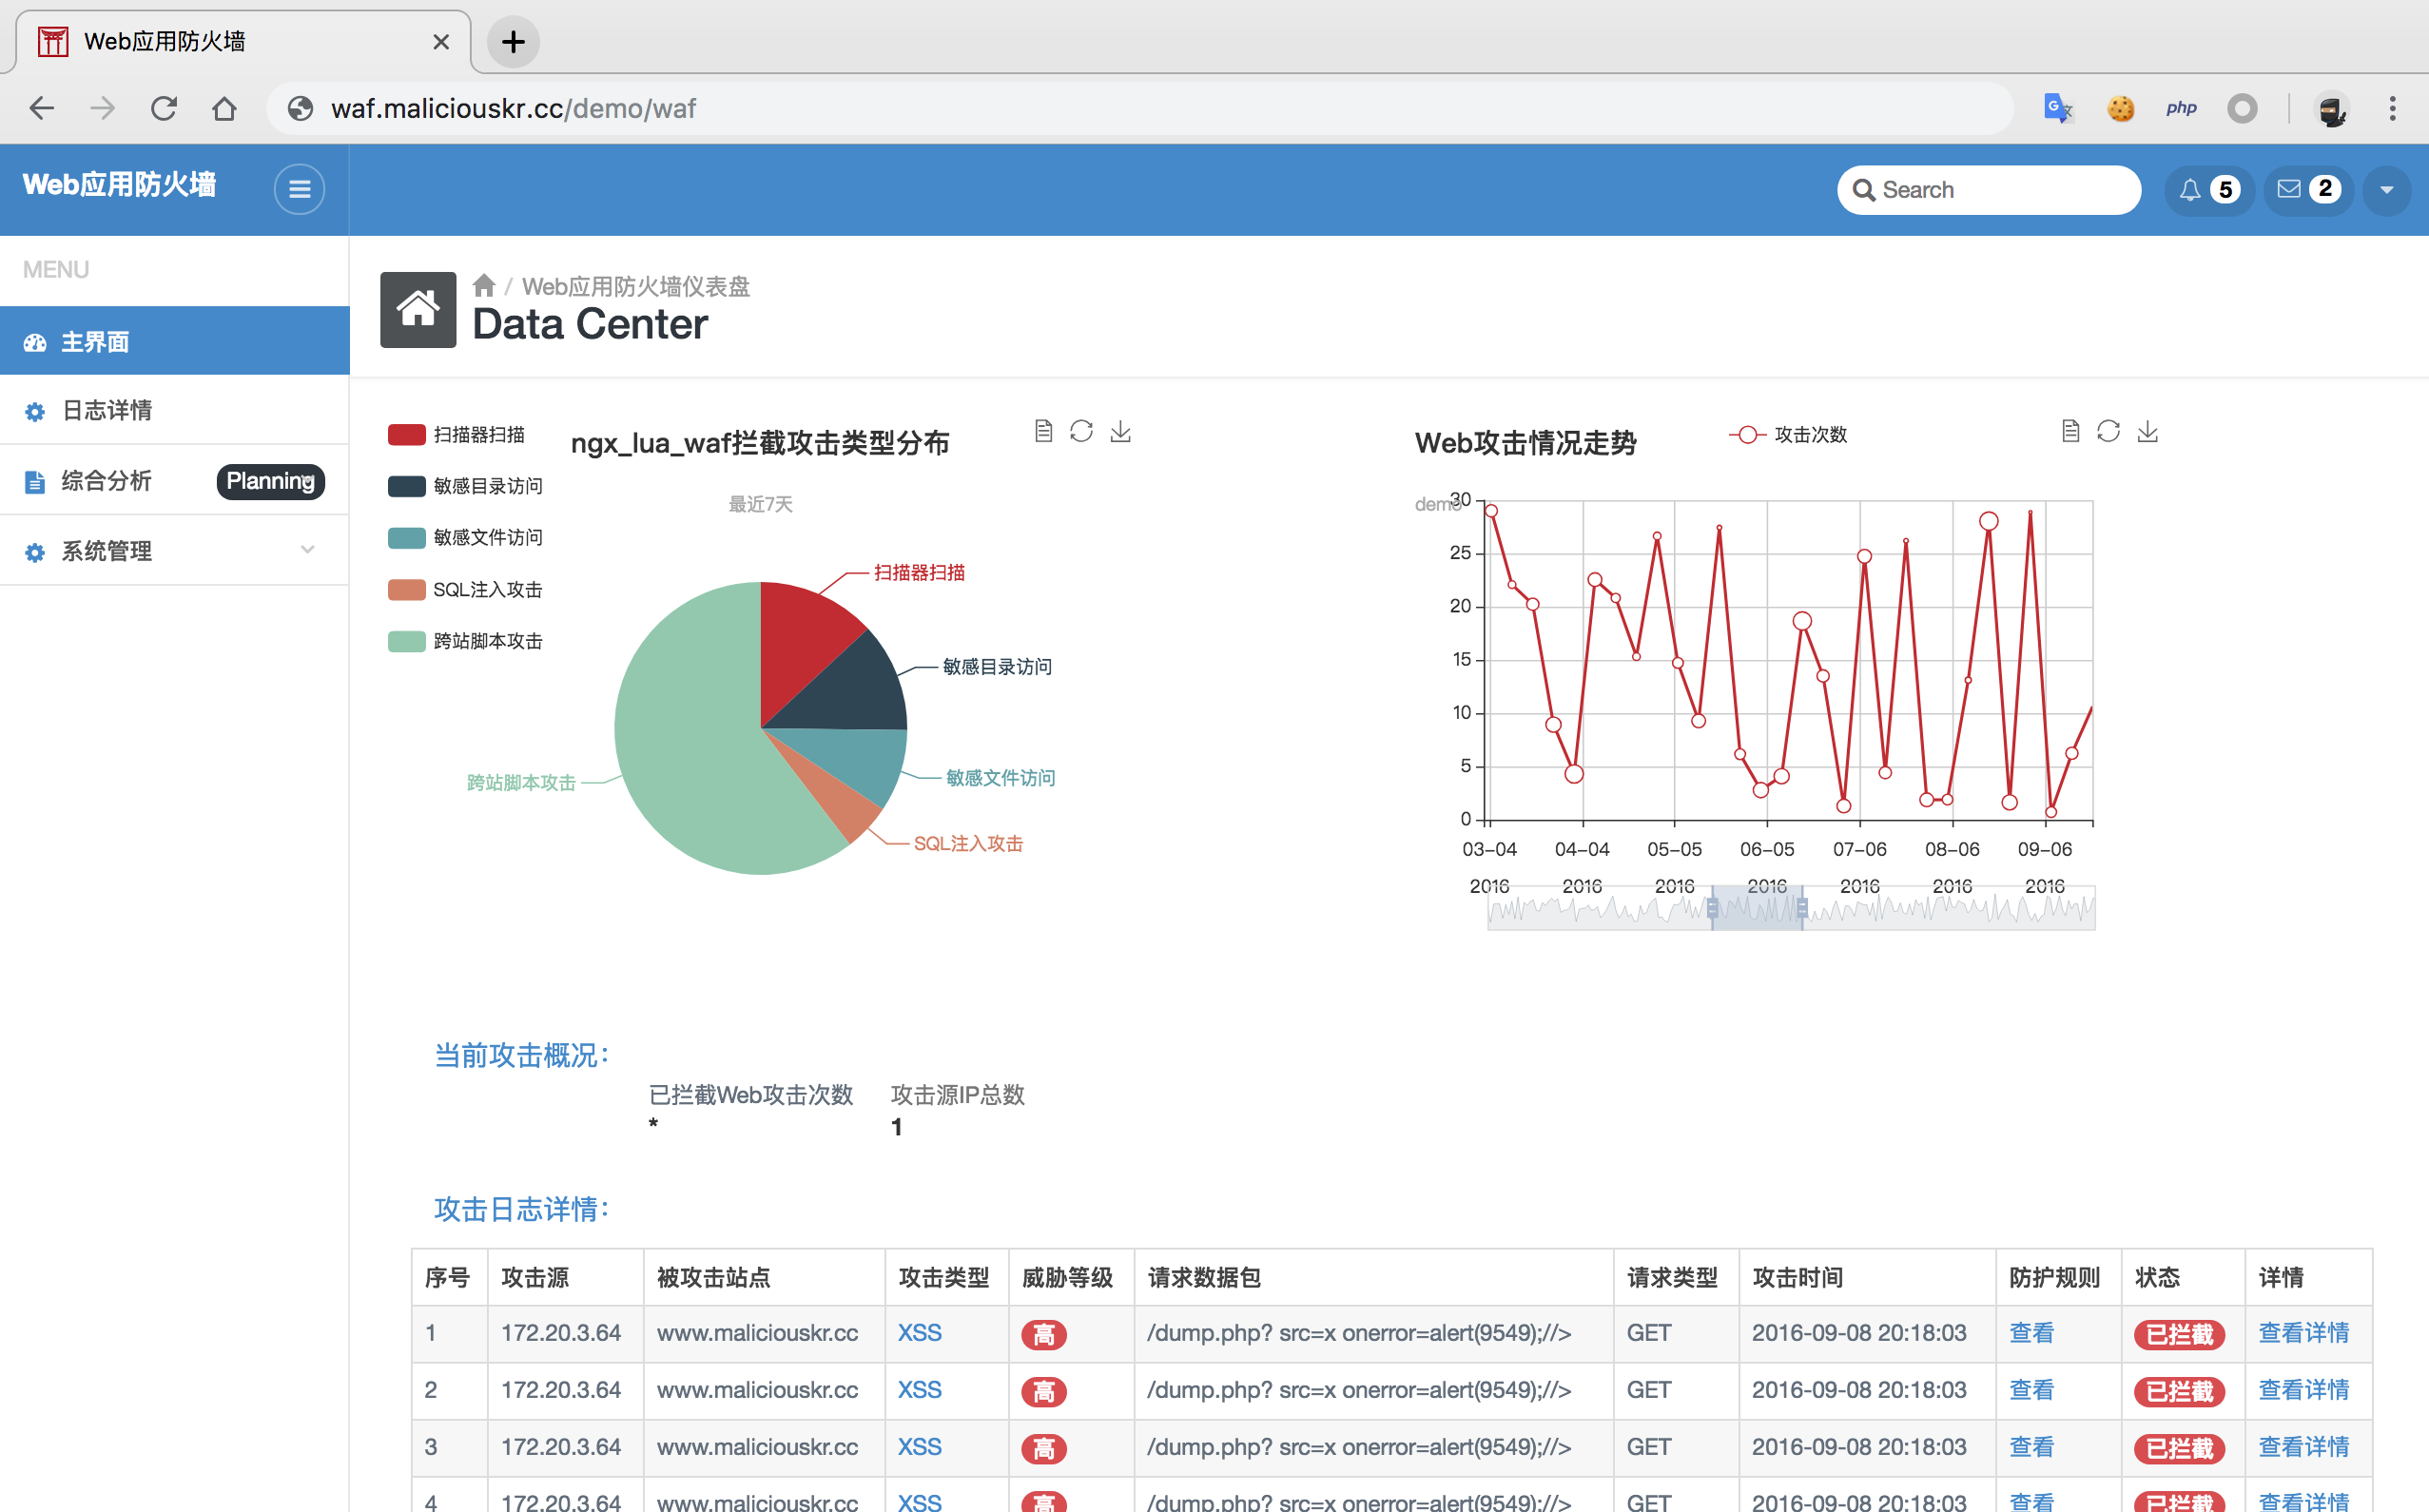 Web应用防火墙
waf.maliciouskr.cc/demo/waf
php
Web应用防火墙
Search
5
2
MENU
主界面
日志详情
综合分析 Planning
系统管理
/ Web应用防火墙仪表盘
Data Center
扫描器扫描
敏感目录访问
敏感文件访问
SQL注入攻击
跨站脚本攻击
ngx_lua_waf拦截攻击类型分布
最近7天
扫描器扫描
敏感目录访问
敏感文件访问
SQL注入攻击
跨站脚本攻击
Web攻击情况走势
攻击次数
demo
30
25
20
15
10
5
0
03-04 04-04 05-05 06-05 07-06 08-06 09-06
2016 2016 2016 2016 2016 2016 2016
当前攻击概况:
已拦截Web攻击次数 攻击源IP总数
* 1
攻击日志详情:
序号 攻击源 被攻击站点 攻击类型 威胁等级 请求数据包 请求类型 攻击时间 防护规则 状态 详情
1 172.20.3.64 www.maliciouskr.cc XSS 高 /dump.php? src=x onerror=alert(9549);//> GET 2016-09-08 20:18:03 查看 已拦截 查看详情
2 172.20.3.64 www.maliciouskr.cc XSS 高 /dump.php? src=x onerror=alert(9549);//> GET 2016-09-08 20:18:03 查看 已拦截 查看详情
3 172.20.3.64 www.maliciouskr.cc XSS 高 /dump.php? src=x onerror=alert(9549);//> GET 2016-09-08 20:18:03 查看 已拦截 查看详情
4 172.20.3.64 www.maliciouskr.cc XSS 高 /dump.php? src=x onerror=alert(9549);//> GET 2016-09-08 20:18:03 查看 已拦截 查看详情